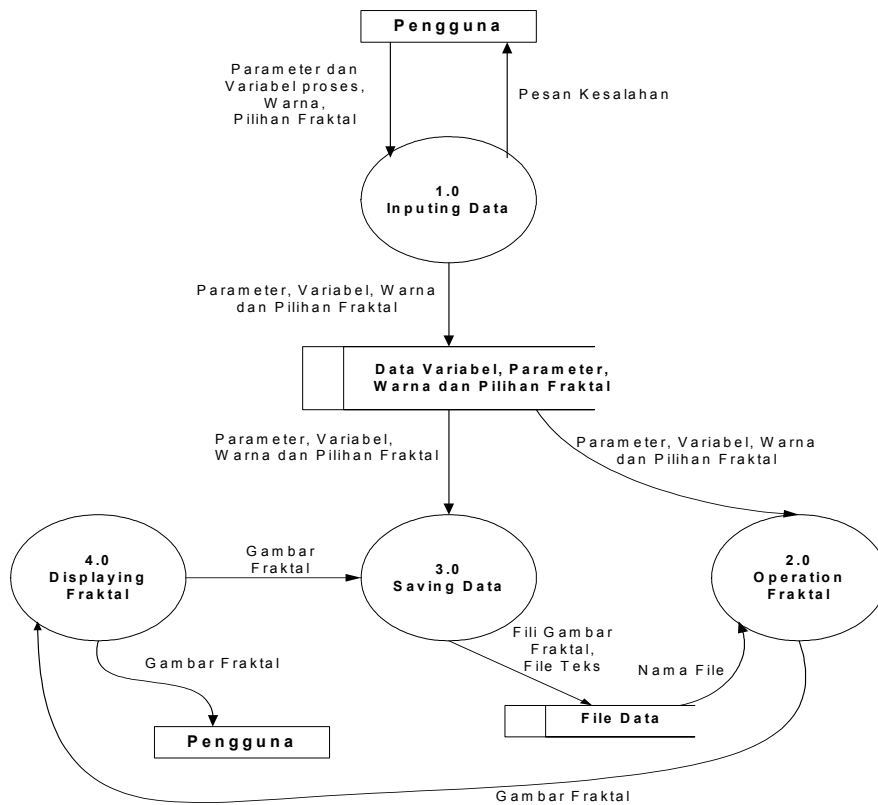 Pengguna
Parameter dan
Variabel proses,
Warna,
Pilihan Fraktal
Pesan Kesalahan
1.0
Inputing Data
Parameter, Variabel, Warna
dan Pilihan Fraktal
Data Variabel, Parameter,
Warna dan Pilihan Fraktal
Parameter, Variabel,
Warna dan Pilihan Fraktal
Parameter, Variabel, Warna
dan Pilihan Fraktal
4.0
Displaying
Fraktal
Gambar
Fraktal
3.0
Saving Data
2.0
Operation
Fraktal
Fili Gambar
Fraktal,
File Teks
Gambar Fraktal
Nama File
Pengguna
File Data
Gambar Fraktal